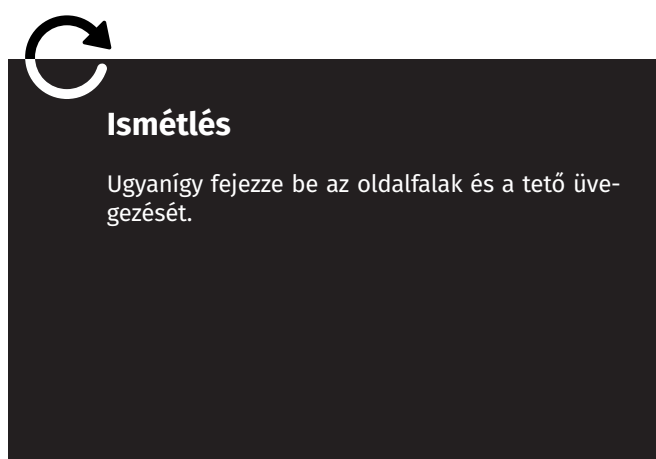 Ismétlés
Ugyanígy fejezze be az oldalfalak és a tető üve-
gezését.